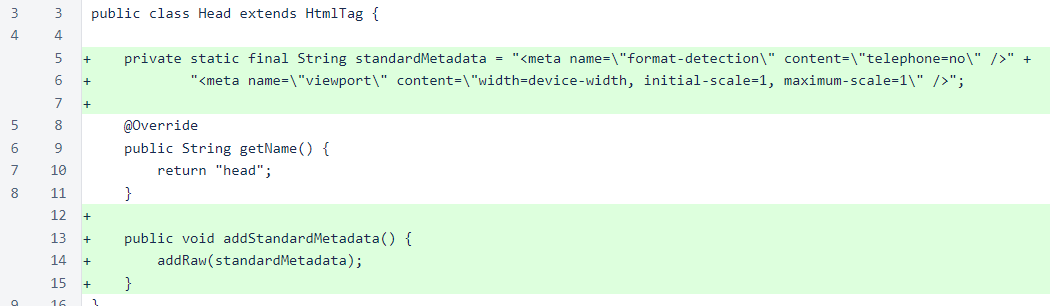 3 3 public class Head extends HtmlTag {
4 4
5 + private static final String standardMetadata = "<meta name=\"format-detection\" content=\"telephone=no\" />" +
6 + "<meta name=\"viewport\" content=\"width=device-width, initial-scale=1, maximum-scale=1\" />";
7 +
5 8 @Override
6 9 public String getName() {
7 10 return "head";
8 11 }
12 +
13 + public void addStandardMetadata() {
14 + addRaw(standardMetadata);
15 + }
9 16 }